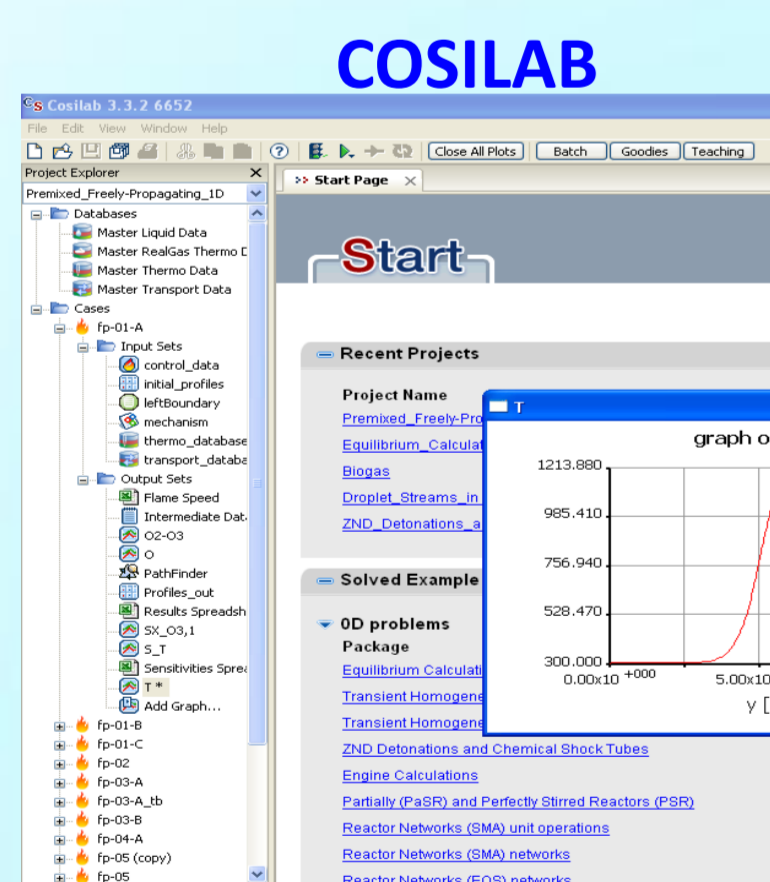 COSILAB
Cosilab 3.3.2 6652
File Edit View Window Help
Close All Plots Batch Goodies Teaching
Project Explorer
Premixed_Freely-Propagating_1D
Databases
Master Liquid Data
Master RealGas Thermo D
Master Thermo Data
Master Transport Data
Cases
fp-01-A
Input Sets
control_data
initial_profiles
leftBoundary
mechanism
thermo_database
transport_databa
Output Sets
Flame Speed
Intermediate Dat
O2-O3
O
PathFinder
Profiles_out
Results Spreadsh
SX_O3,1
S_T
Sensitivities Sprea
T *
Add Graph...
fp-01-B
fp-01-C
fp-02
fp-03-A
fp-03-A_tb
fp-03-B
fp-04-A
fp-05 (copy)
fp-05
Start Page
Start
Recent Projects
Project Name
Premixed_Freely-Pro
Equilibrium_Calculat
Biogas
Droplet_Streams_in
ZND_Detonations_a
Solved Example
0D problems
Package
Equilibrium Calculati
Transient Homogene
Transient Homogene
ZND Detonations and Chemical Shock Tubes
Engine Calculations
Partially (PaSR) and Perfectly Stirred Reactors (PSR)
Reactor Networks (SMA) unit operations
Reactor Networks (SMA) networks
Reactor Networks (EOS) networks
T
graph o
1213.880
985.410
756.940
528.470
300.000
0.00x10 +000 5.00x10
y [